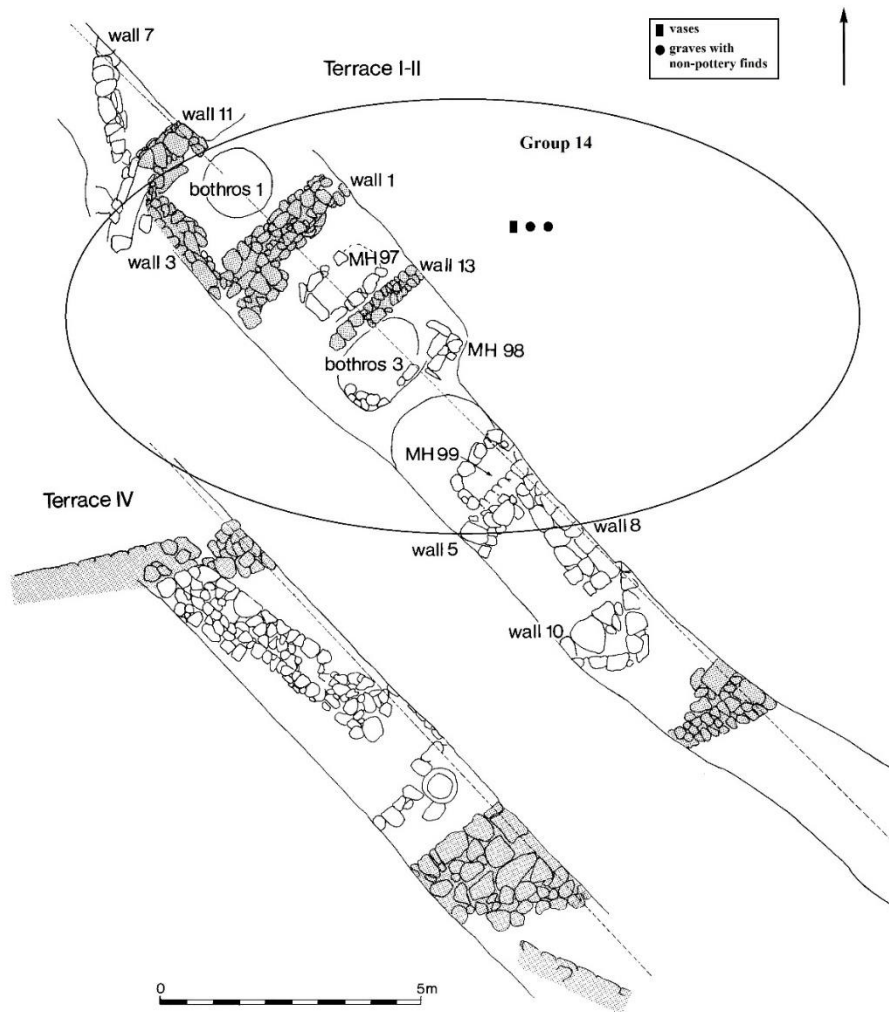 wall 7
vases
graves with
non-pottery finds
Terrace I-II
wall 11
Group 14
bothros 1
wall 1
MH 97
wall 13
wall 3
MH 98
bothros 3
MH 99
Terrace IV
wall 8
wall 5
wall 10
0
5m